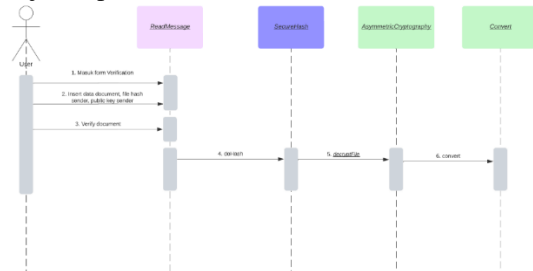 ReadMessage
SecureHash
AsymmetricCryptography
Convert
User
1. Masuk form Verification
2. Insert data document, file hash
sender, public key sender
3. Verify document
4. doHash
5. decryptFile
6. convert